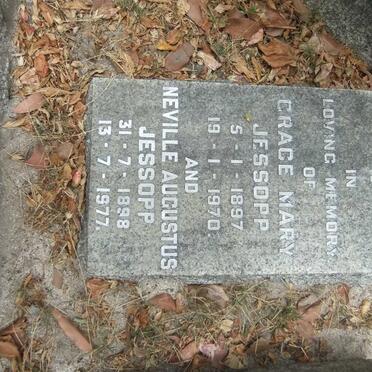 IN
LOVING MEMORY
OF
GRACE MARY
JESSOPP
5-1-1897
19-1-1970
AND
NEVILLE AUGUSTUS
JESSOPP
31-7-1898
13-7-1977